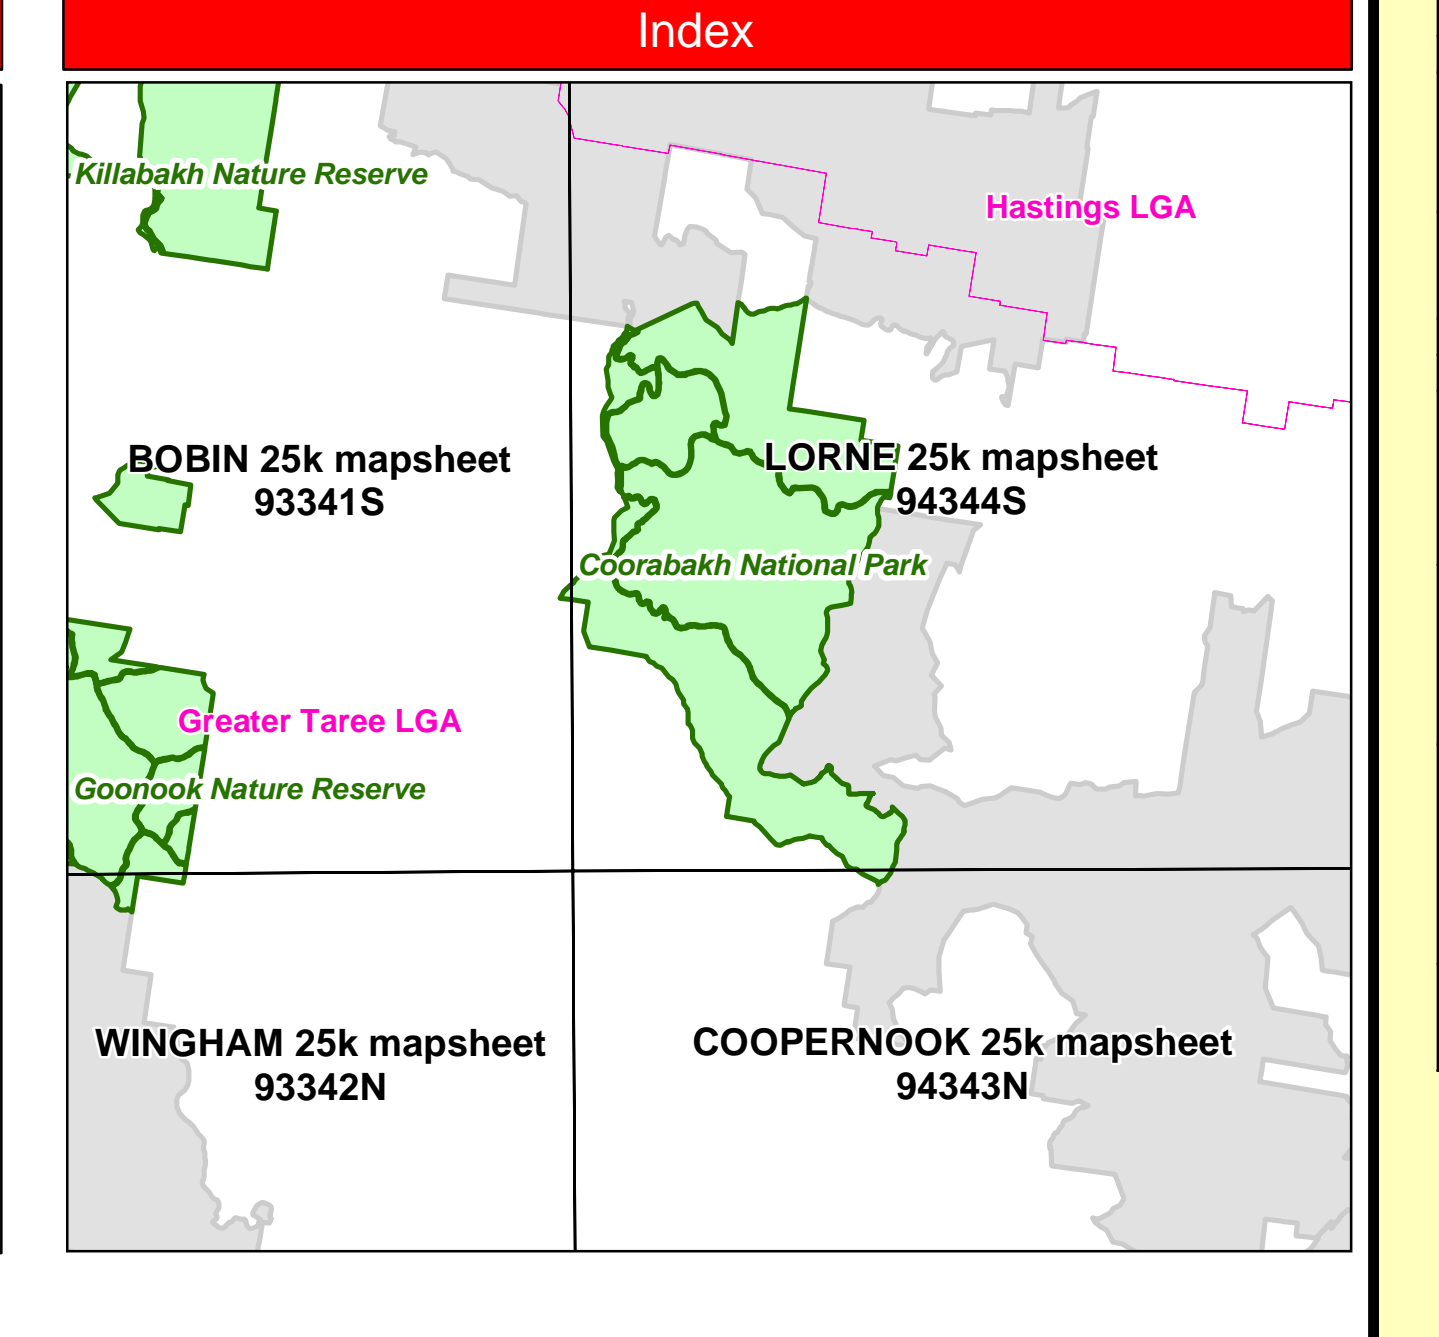 Index
Killabakh Nature Reserve
Hastings LGA
BOBIN 25k mapsheet
93341S
LORNE 25k mapsheet
94344S
Coorabakh National Park
Greater Taree LGA
Goonook Nature Reserve
WINGHAM 25k mapsheet
93342N
COOPERNOOK 25k mapsheet
94343N